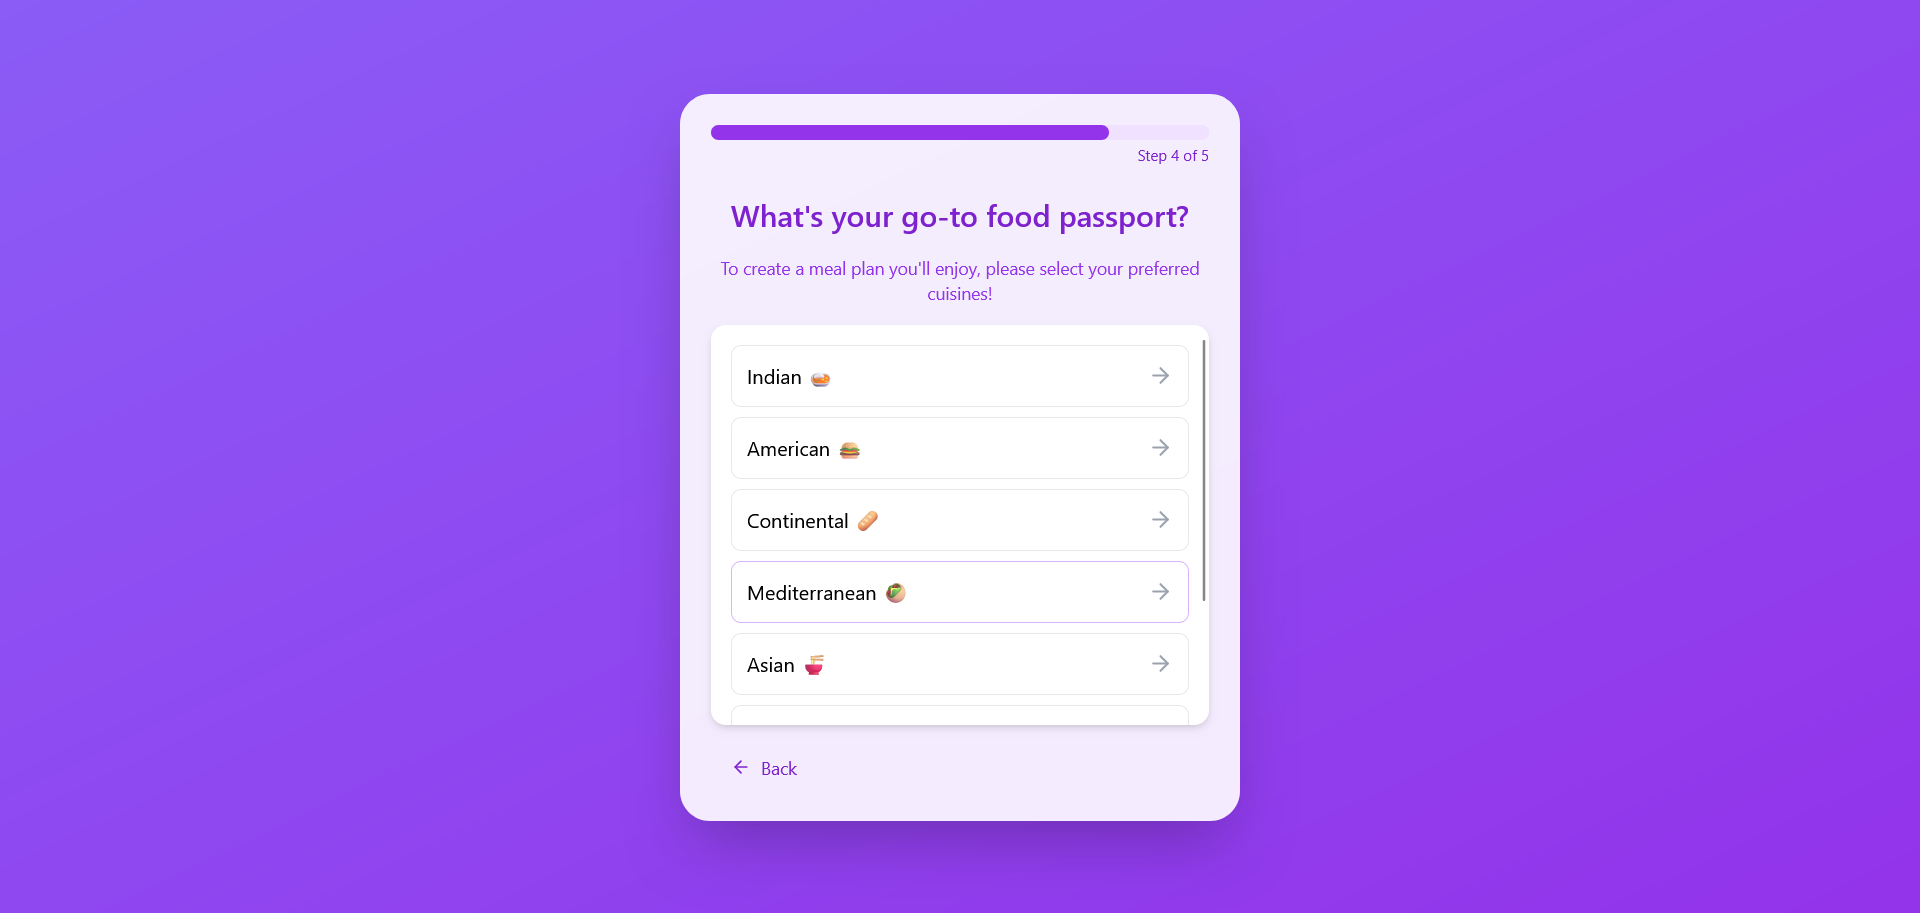 Step 4 of 5
What's your go-to food passport?
To create a meal plan you'll enjoy, please select your preferred
cuisines!
Indian
American
Continental
Mediterranean
Asian
Back